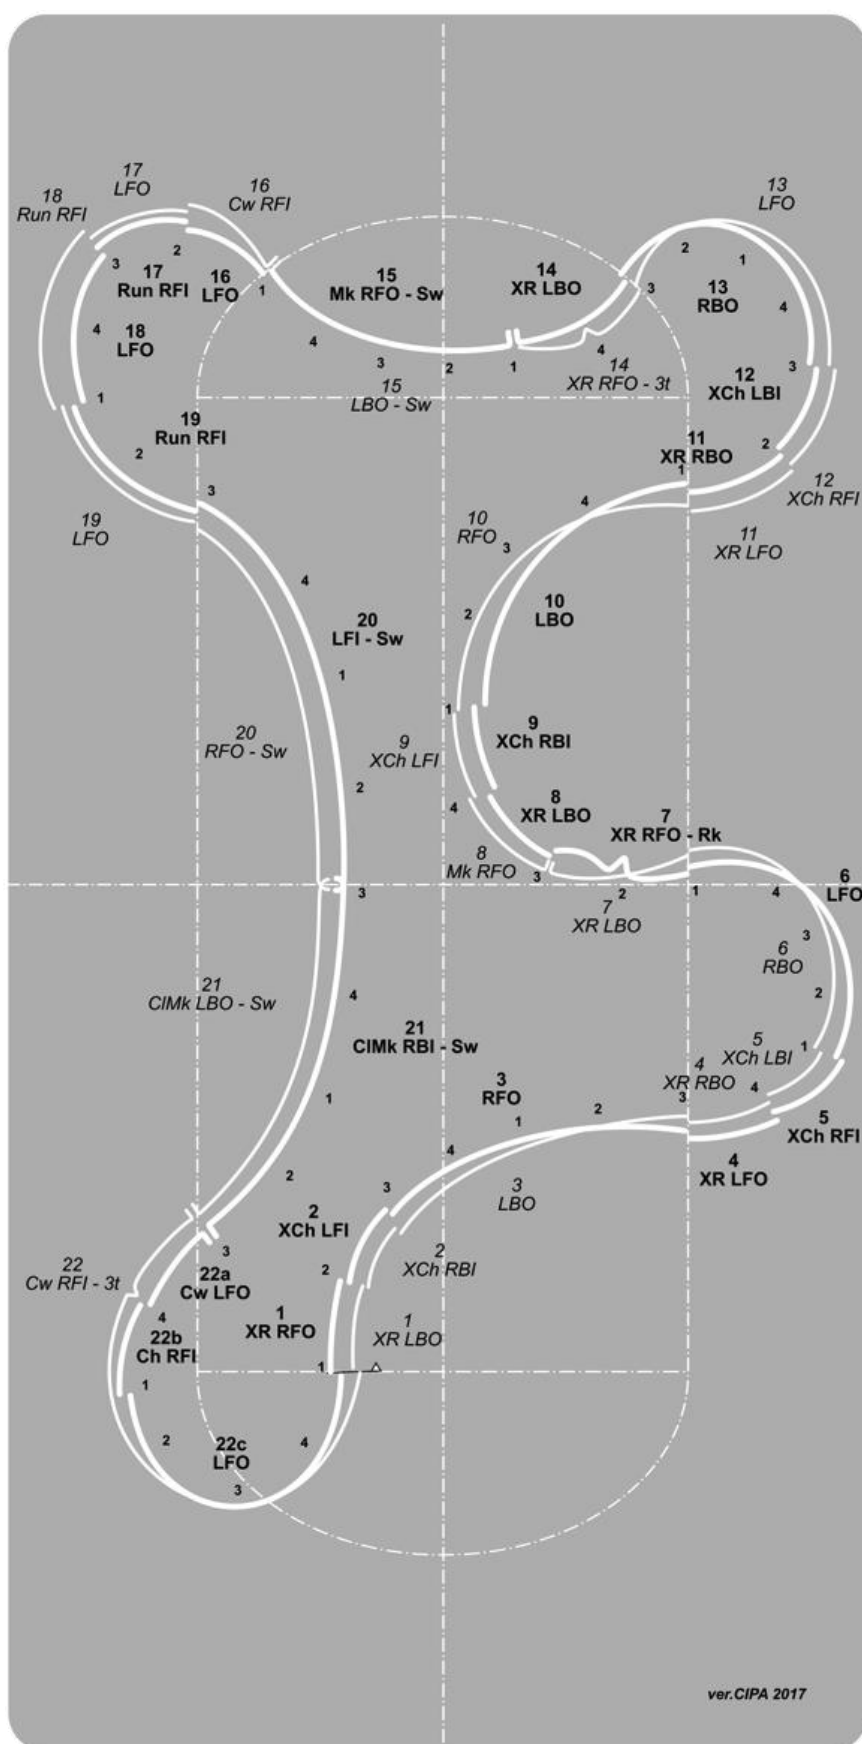 17
LFO
18
Run RFI
16
Cw RFI
13
LFO
3
2
17
Run RFI
16
LFO
1
15
Mk RFO - Sw
14
XR LBO
3
2
1
13
RBO
4
18
LFO
4
4
3
2
1
4
15
LBO - Sw
14
XR RFO - 3t
3
12
XCh LBI
1
19
Run RFI
2
11
XR RBO
2
1
3
12
XCh RFI
19
LFO
10
RFO
4
3
11
XR LFO
4
2
10
LBO
20
LFI - Sw
1
1
20
RFO - Sw
9
XCh LFI
9
XCh RBI
2
4
8
XR LBO
7
XR RFO - Rk
8
Mk RFO
3
2
1
4
6
LFO
3
7
XR LBO
3
6
RBO
21
ClMk LBO - Sw
4
2
21
ClMk RBI - Sw
5
XCh LBI
1
4
XR RBO
4
3
1
3
RFO
2
1
5
XCh RFI
4
4
XR LFO
2
3
3
LBO
2
XCh LFI
3
2
XCh RBI
22
Cw RFI - 3t
22a
Cw LFO
2
4
1
XR RFO
1
XR LBO
22b
Ch RFI
1
1
2
22c
LFO
4
3
ver.CIPA 2017